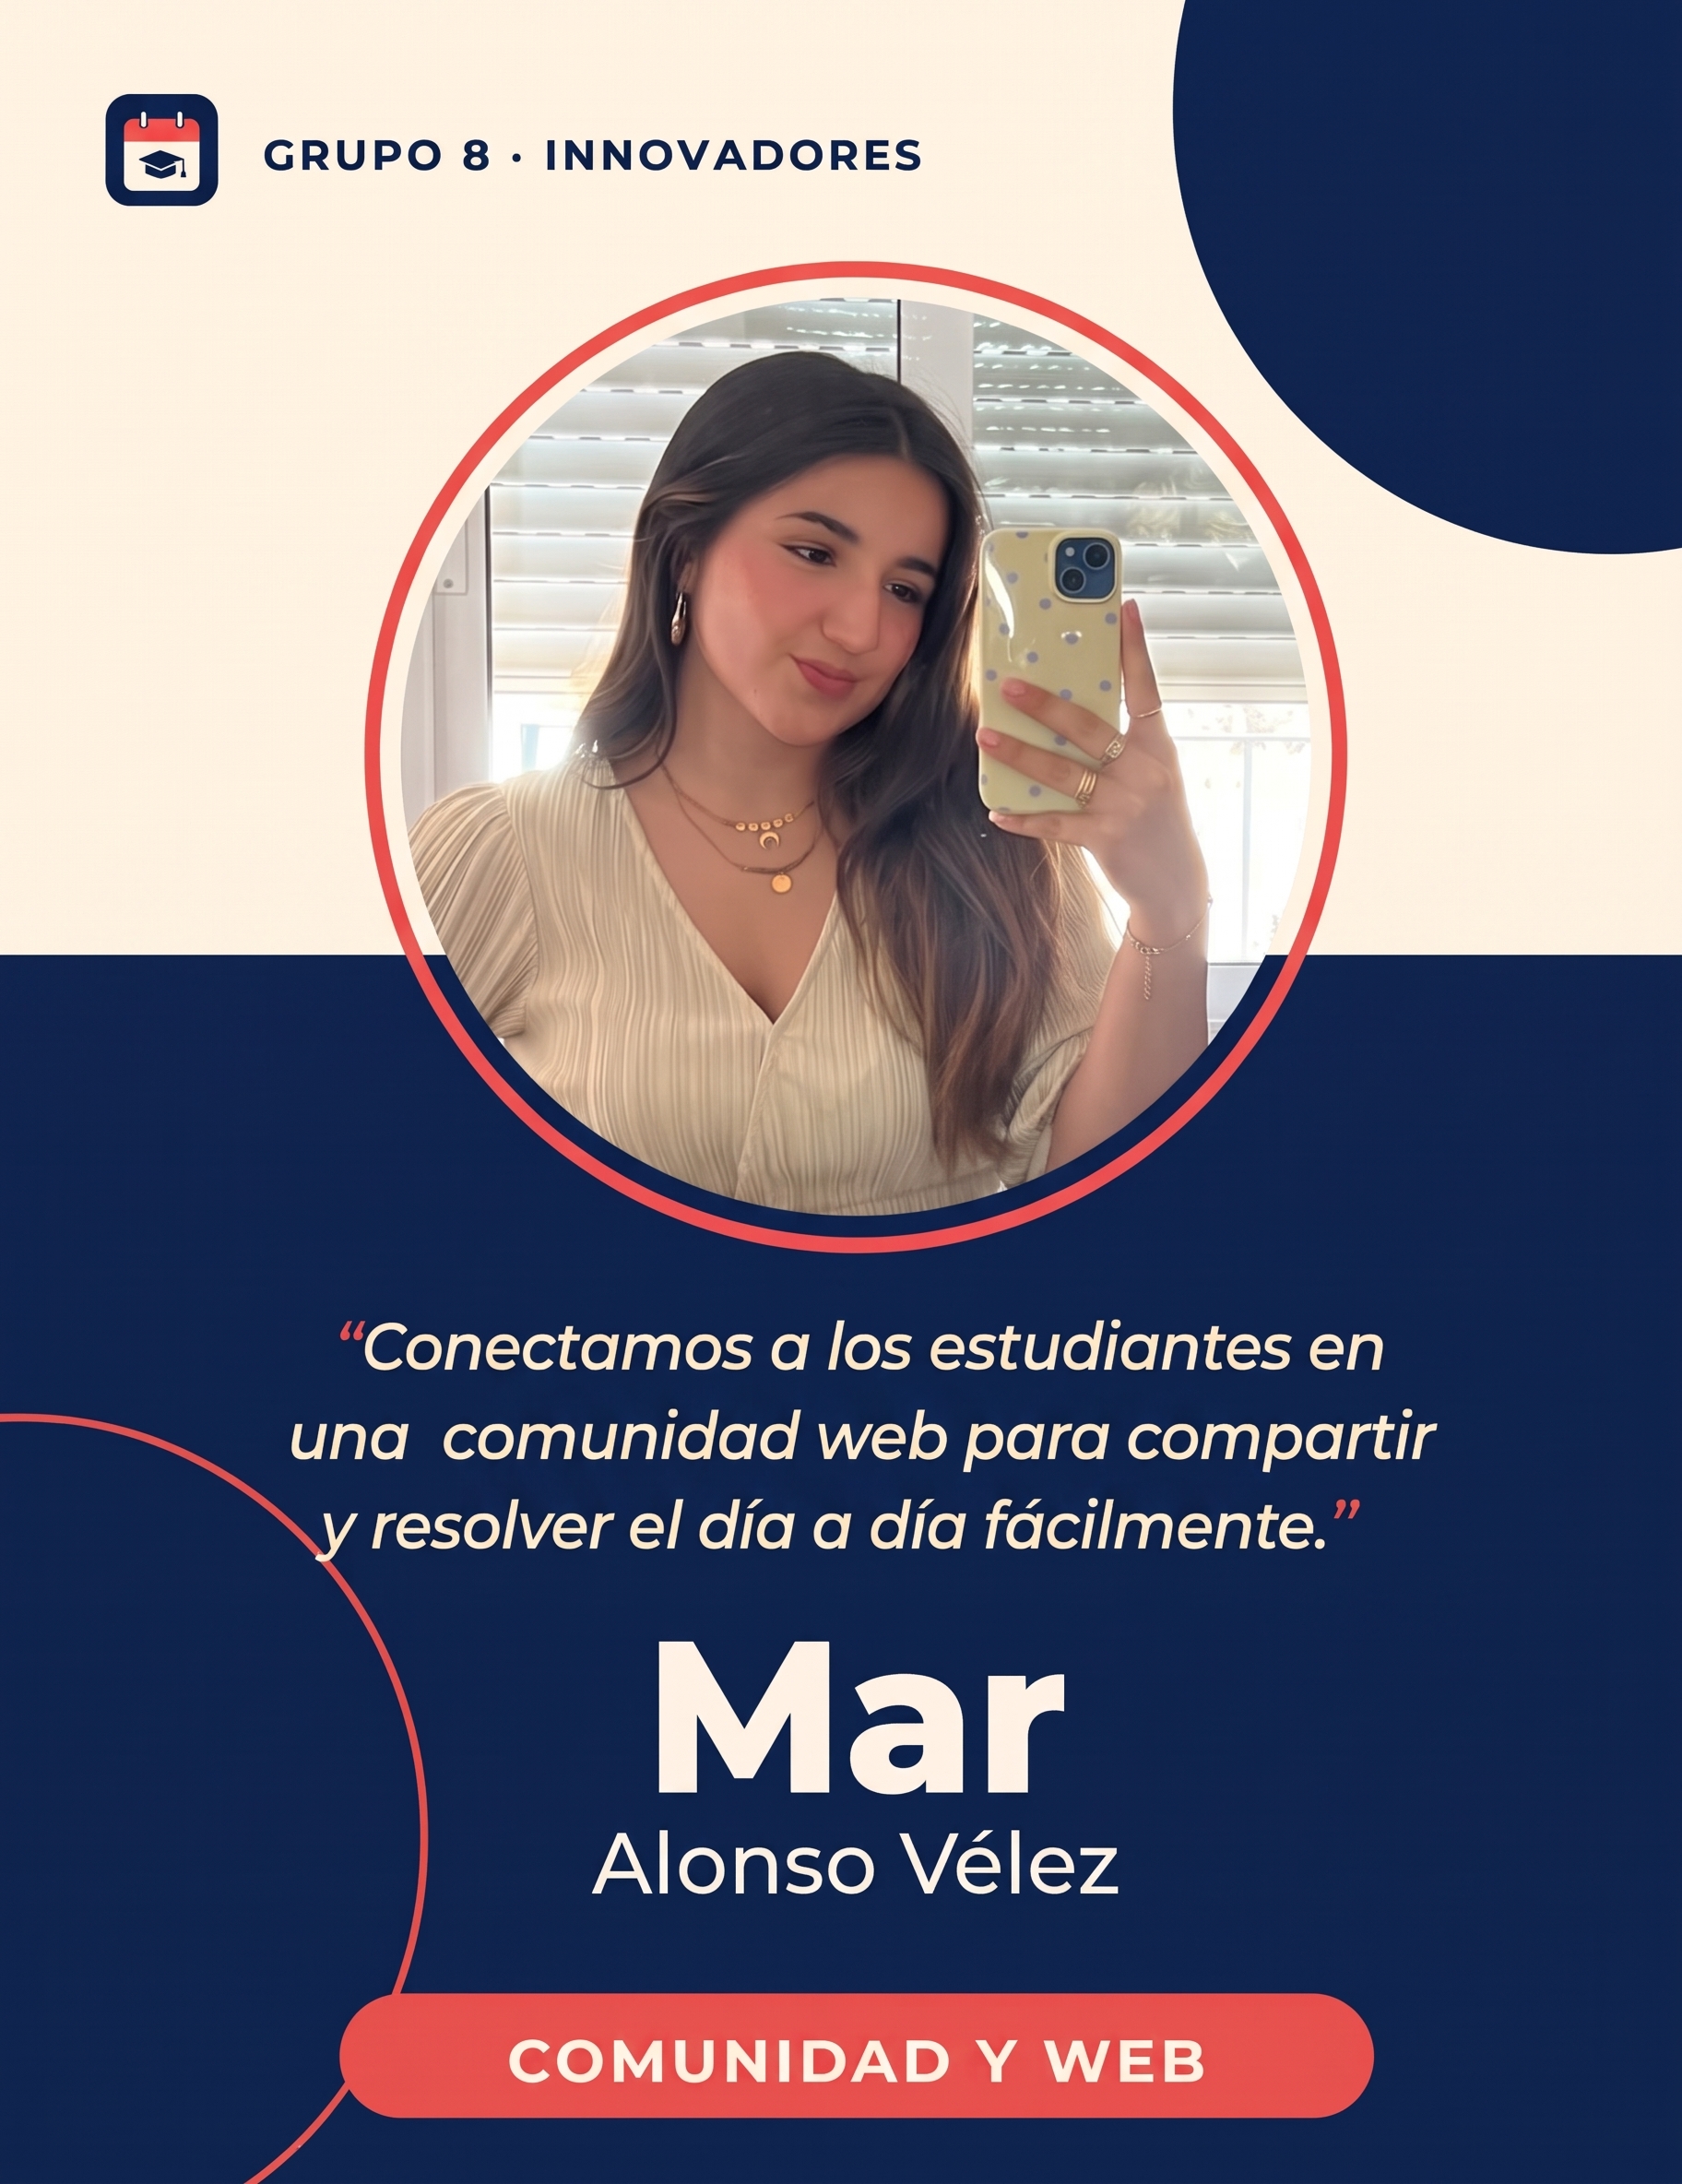 GRUPO 8 · INNOVADORES
“Conectamos a los estudiantes en
una comunidad web para compartir
y resolver el día a día fácilmente.”
Mar
Alonso Vélez
COMUNIDAD Y WEB